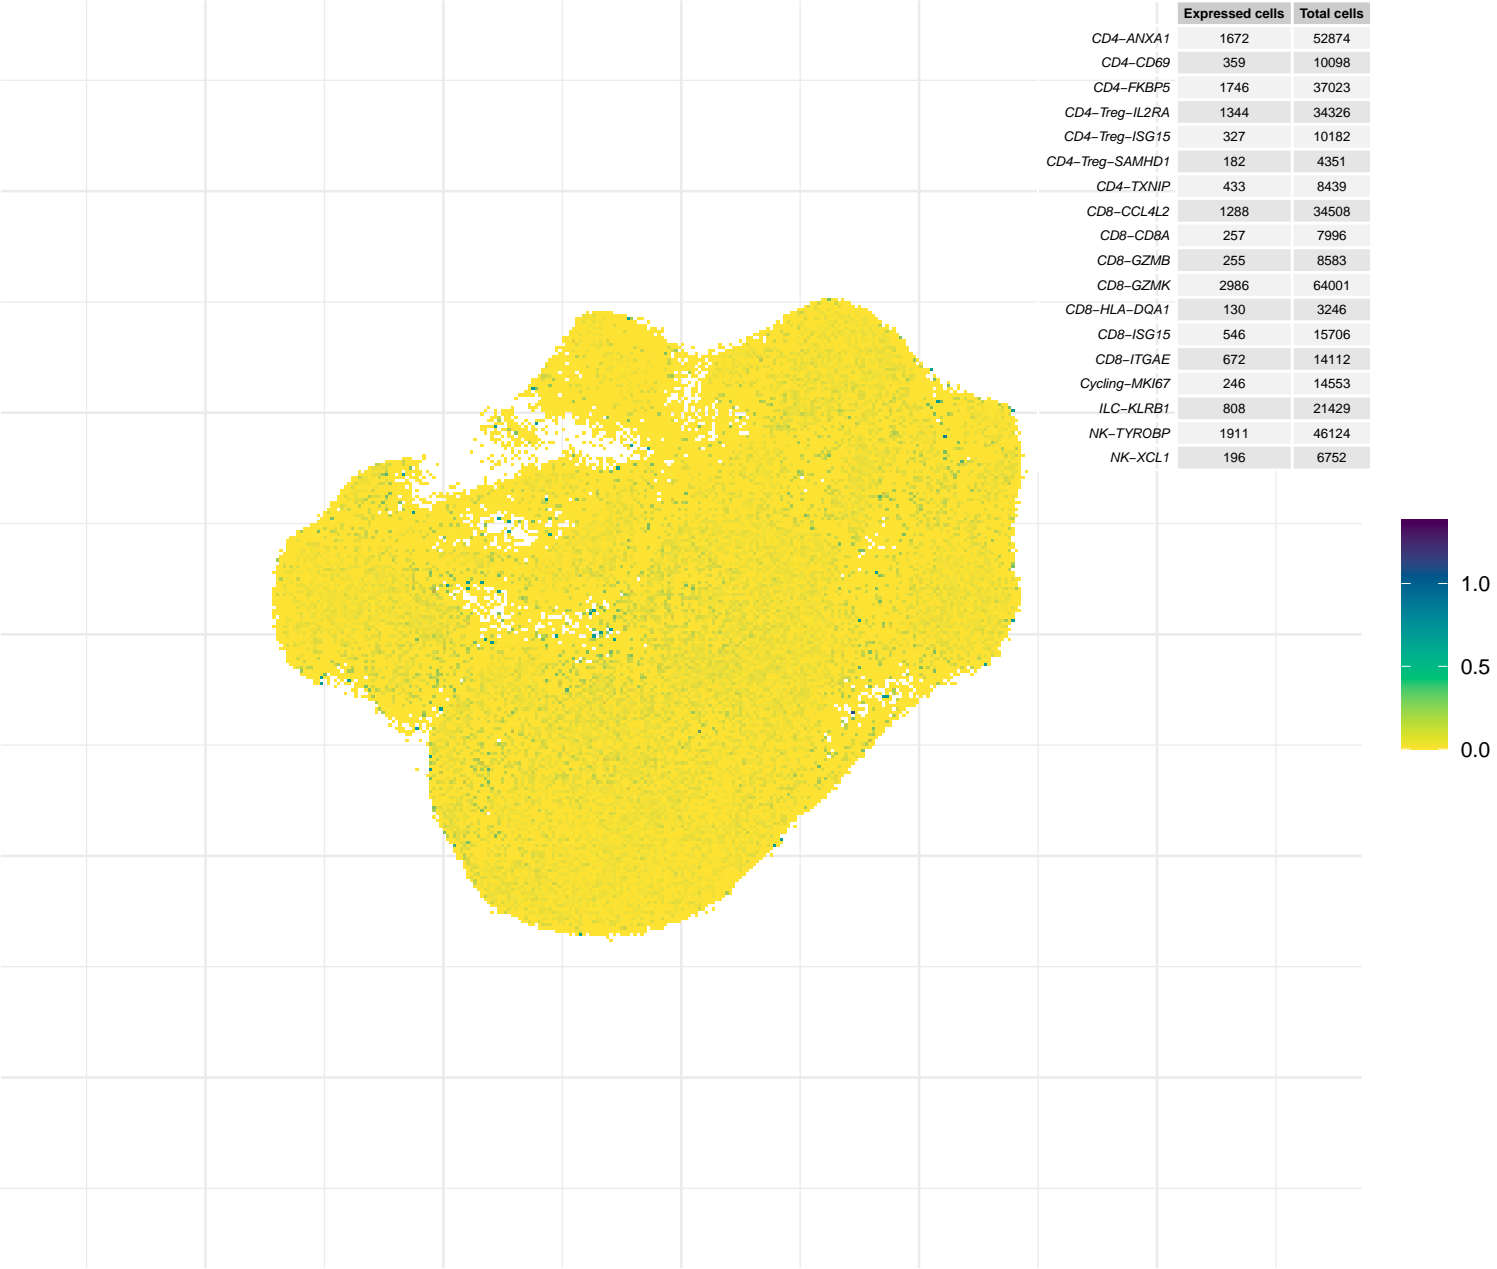 Expressed cells Total cells
CD4−ANXA1 1672 52874
CD4−CD69 359 10098
CD4−FKBP5 1746 37023
CD4−Treg−IL2RA 1344 34326
CD4−Treg−ISG15 327 10182
CD4−Treg−SAMHD1 182 4351
CD4−TXNIP 433 8439
CD8−CCL4L2 1288 34508
CD8−CD8A 257 7996
CD8−GZMB 255 8583
CD8−GZMK 2986 64001
CD8−HLA−DQA1 130 3246
CD8−ISG15 546 15706
CD8−ITGAE 672 14112
Cycling−MKI67 246 14553
ILC−KLRB1 808 21429
NK−TYROBP 1911 46124
NK−XCL1 196 6752
1.0
0.5
0.0